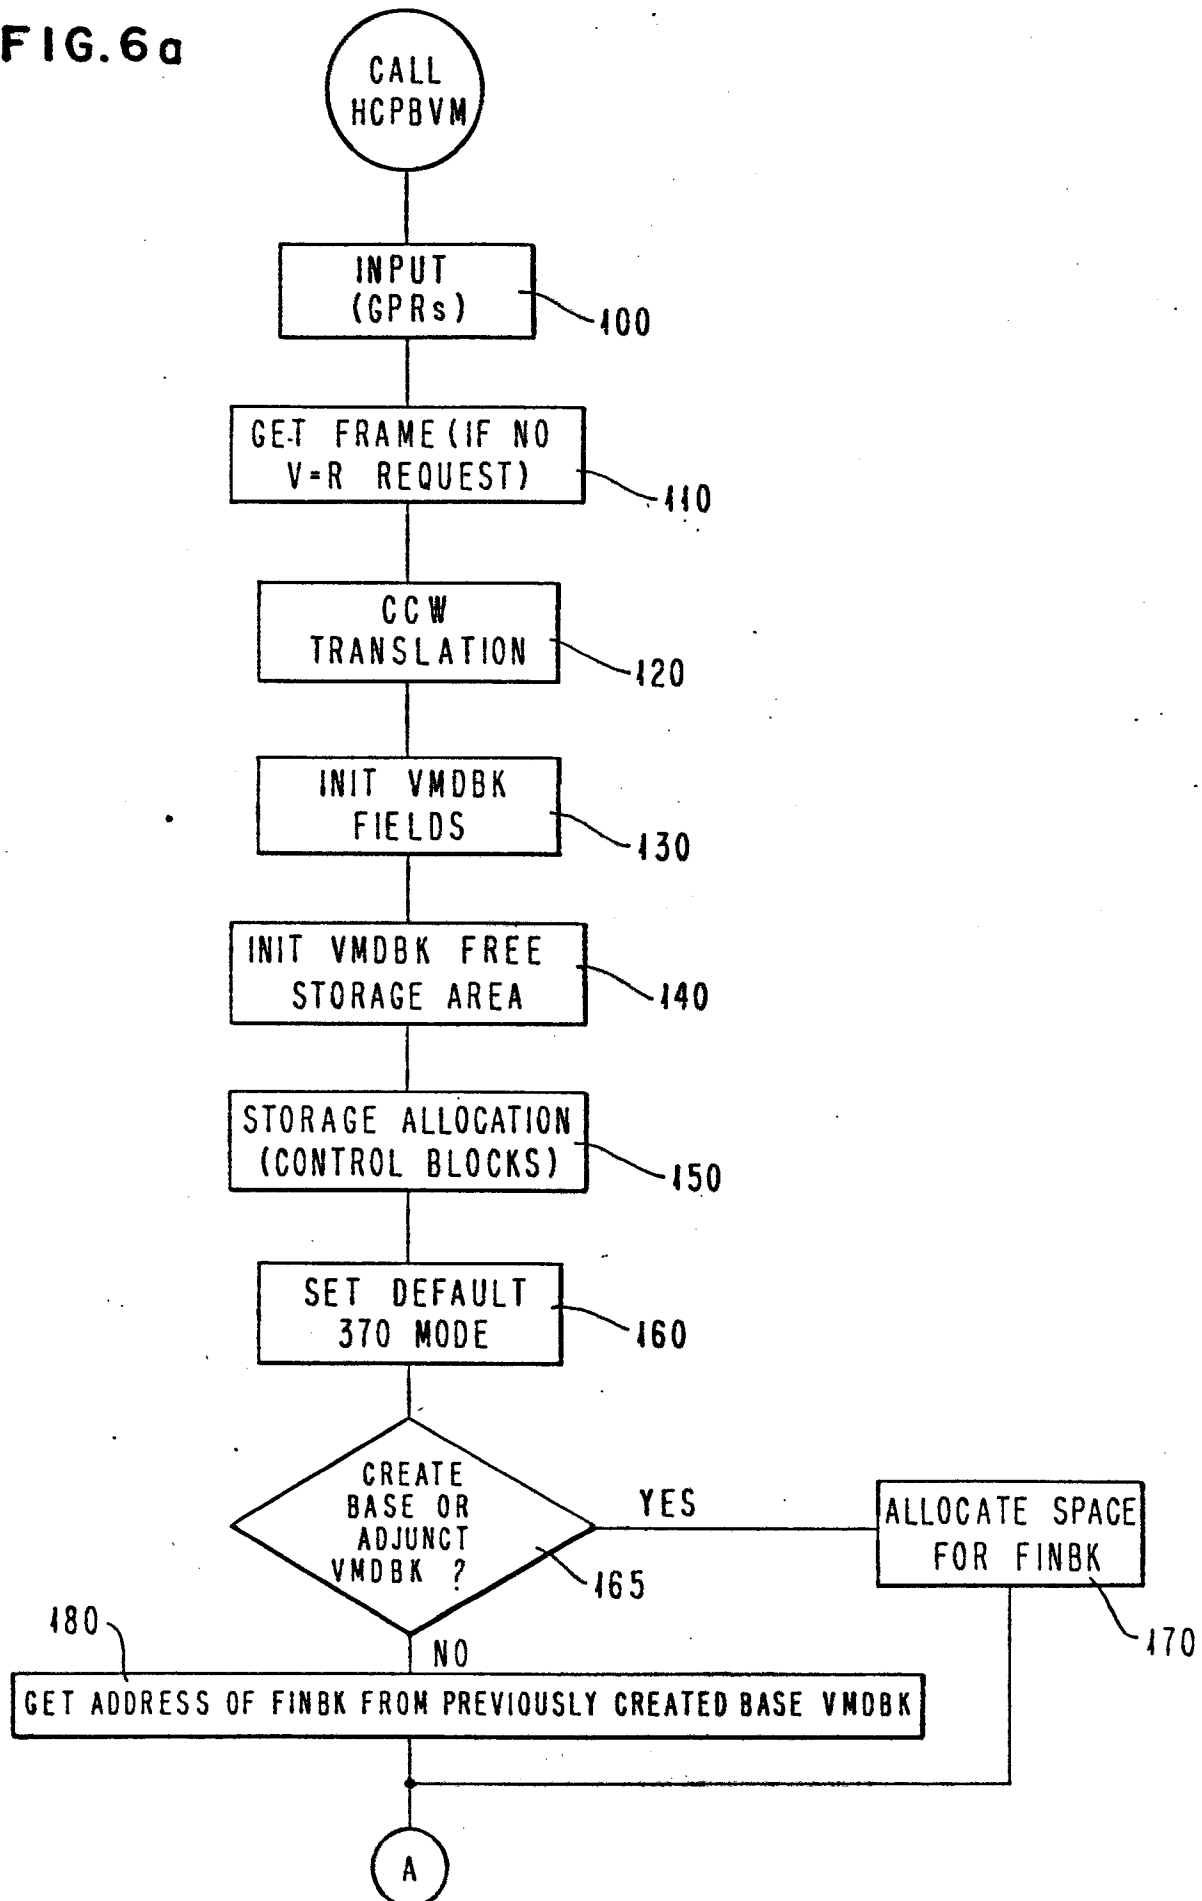 FIG. 6a
CALL
HCPBVM
INPUT
(GPRs)
100
GET FRAME (IF NO
V=R REQUEST)
110
CCW
TRANSLATION
120
INIT VMDBK
FIELDS
130
INIT VMDBK FREE
STORAGE AREA
140
STORAGE ALLOCATION
(CONTROL BLOCKS)
150
SET DEFAULT
370 MODE
160
CREATE
BASE OR
ADJUNCT
VMDBK ?
165
YES
ALLOCATE SPACE
FOR FINBK
170
NO
180
GET ADDRESS OF FINBK FROM PREVIOUSLY CREATED BASE VMDBK
A